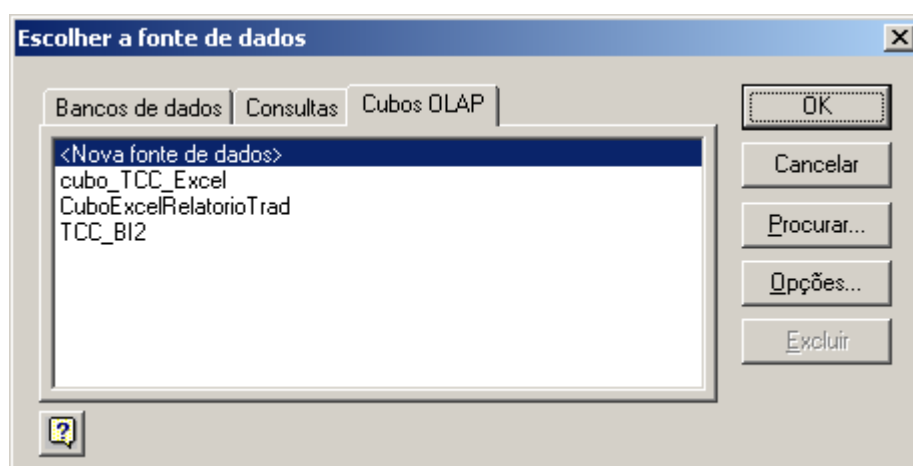 Escolher a fonte de dados
Bancos de dados Consultas Cubos OLAP
<Nova fonte de dados>
cubo_TCC_Excel
CuboExcelRelatorioTrad
TCC_BI2
OK
Cancelar
Procurar...
Opções...
Excluir